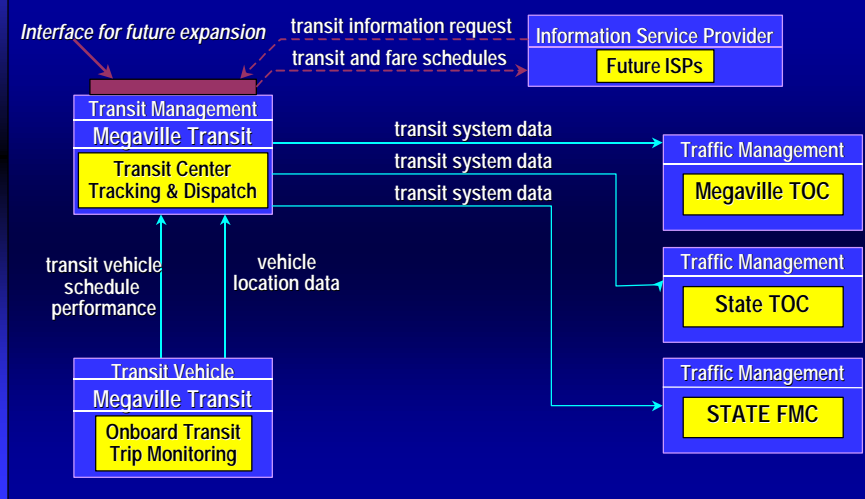 Interface for future expansion
transit information request
transit and fare schedules
Information Service Provider
Future ISPs
Transit Management
Megaville Transit
Transit Center
Tracking & Dispatch
transit system data
transit system data
transit system data
Traffic Management
Megaville TOC
Traffic Management
State TOC
Traffic Management
STATE FMC
transit vehicle
schedule
performance
vehicle
location data
Transit Vehicle
Megaville Transit
Onboard Transit
Trip Monitoring